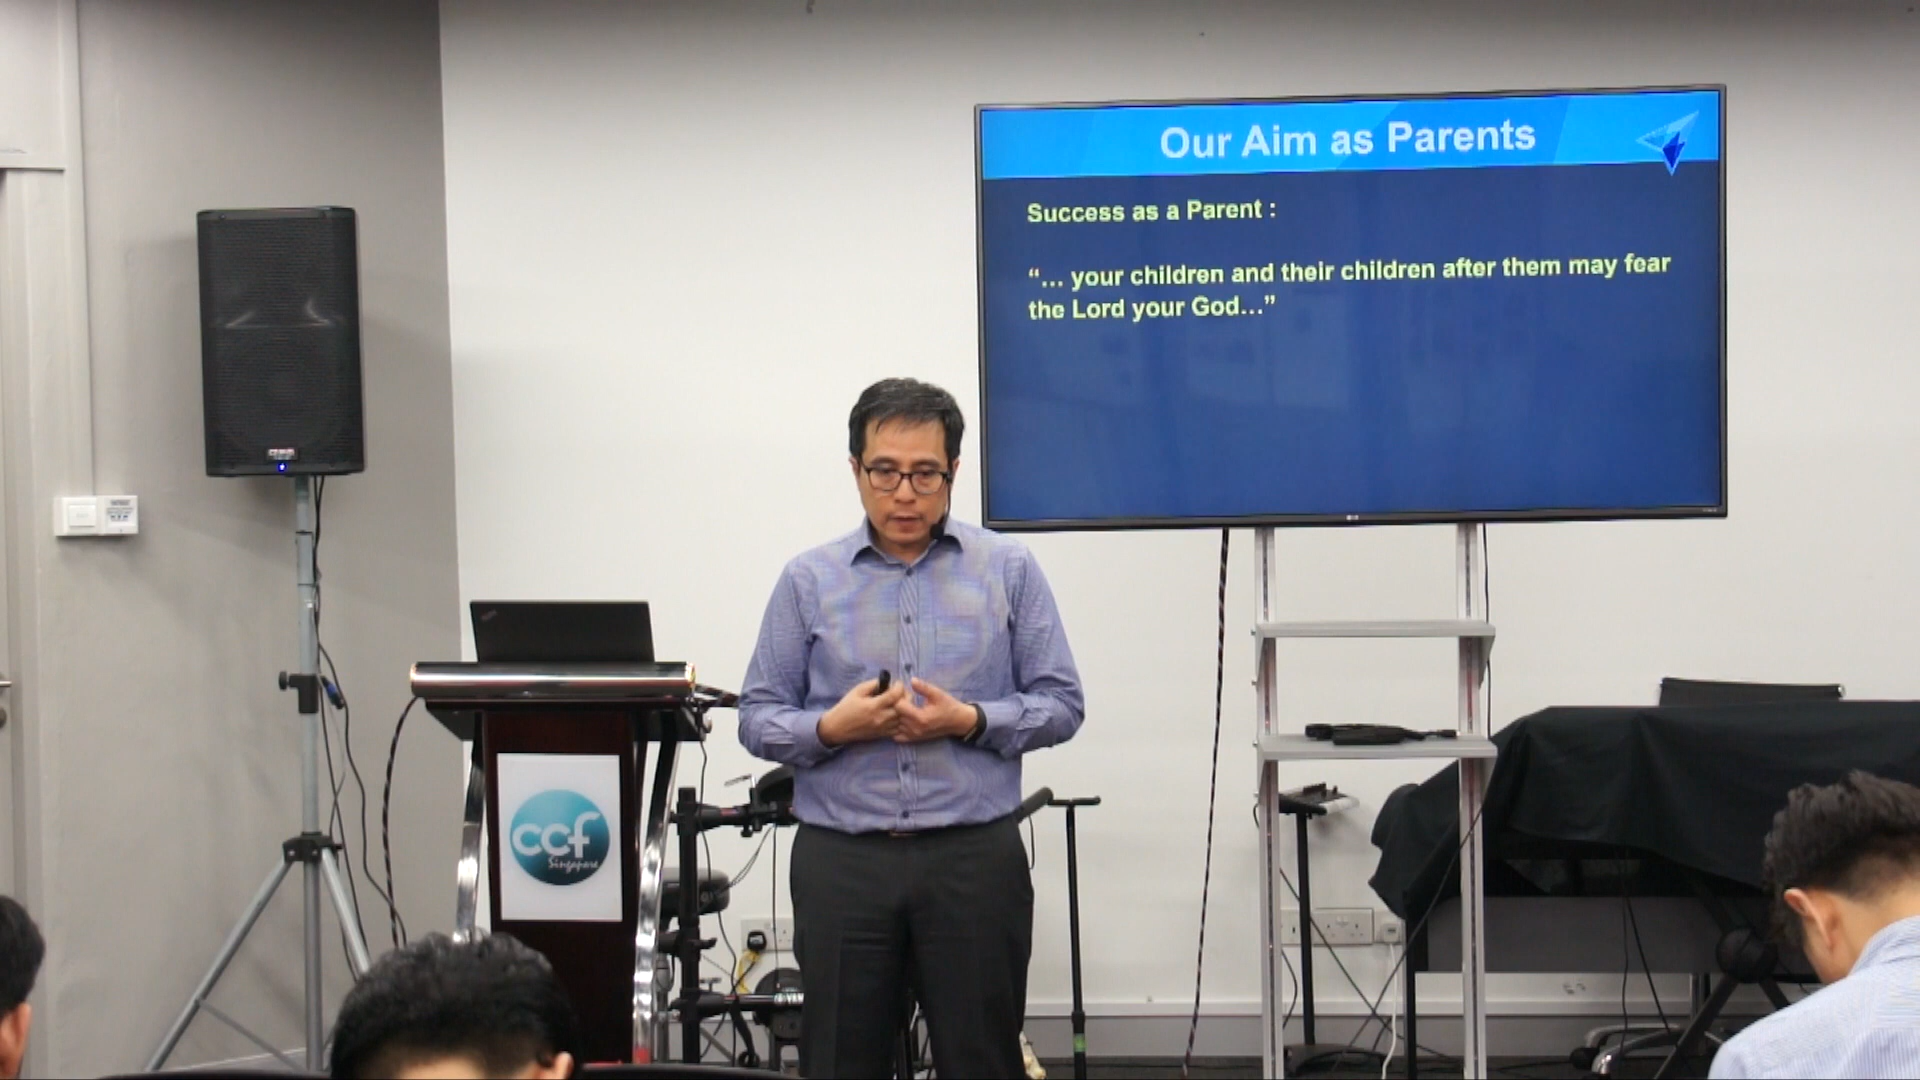 Our Aim as Parents
Success as a Parent :
“... your children and their children after them may fear
the Lord your God...”
ccf
Singapore